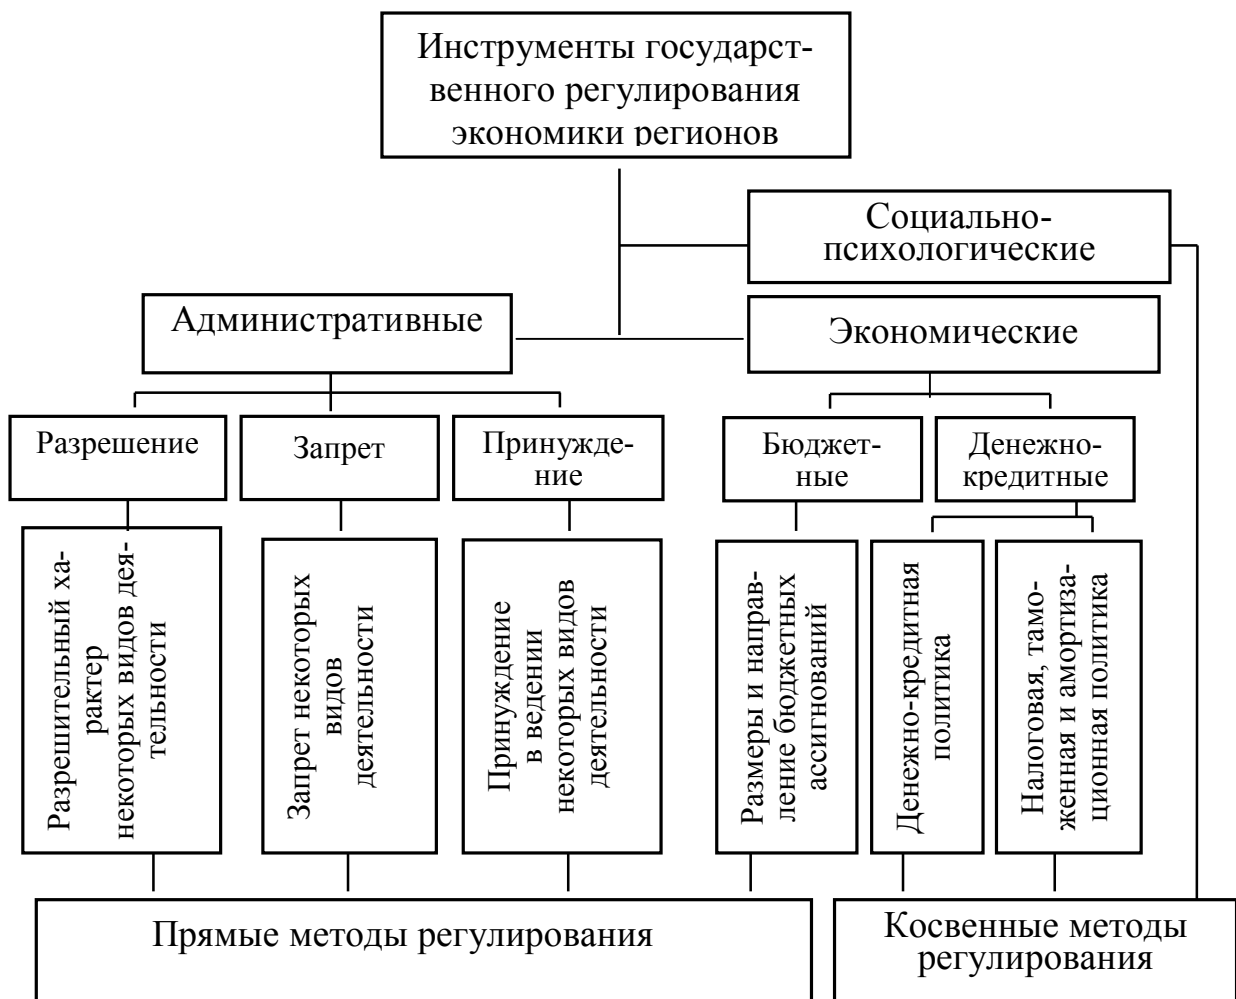 Инструменты государст-
венного регулирования
экономики регионов
Социально-
психологические
Административные
Экономические
Разрешение
Запрет
Принужде-
ние
Бюджет-
ные
Денежно-
кредитные
Разрешительный ха-
рактер
некоторых видов дея-
тельности
Запрет некоторых
видов
деятельности
Принуждение
в ведении
некоторых видов
деятельности
Размеры и направ-
ление бюджетных
ассигнований
Денежно-кредитная
политика
Налоговая, тамо-
женная и амортиза-
ционная политика
Прямые методы регулирования
Косвенные методы
регулирования